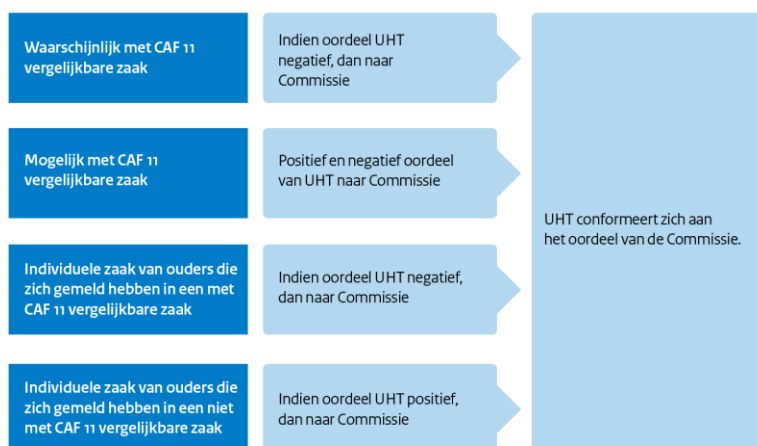 Waarschijnlijk met CAF 11
vergelijkbare zaak
Indien oordeel UHT
negatief, dan naar
Commissie
Mogelijk met CAF 11
vergelijkbare zaak
Positief en negatief oordeel
van UHT naar Commissie
Individuele zaak van ouders die
zich gemeld hebben in een met
CAF 11 vergelijkbare zaak
Indien oordeel UHT negatief,
dan naar Commissie
Individuele zaak van ouders die
zich gemeld hebben in een niet
met CAF 11 vergelijkbare zaak
Indien oordeel UHT positief,
dan naar Commissie
UHT conformeert zich aan
het oordeel van de Commissie.